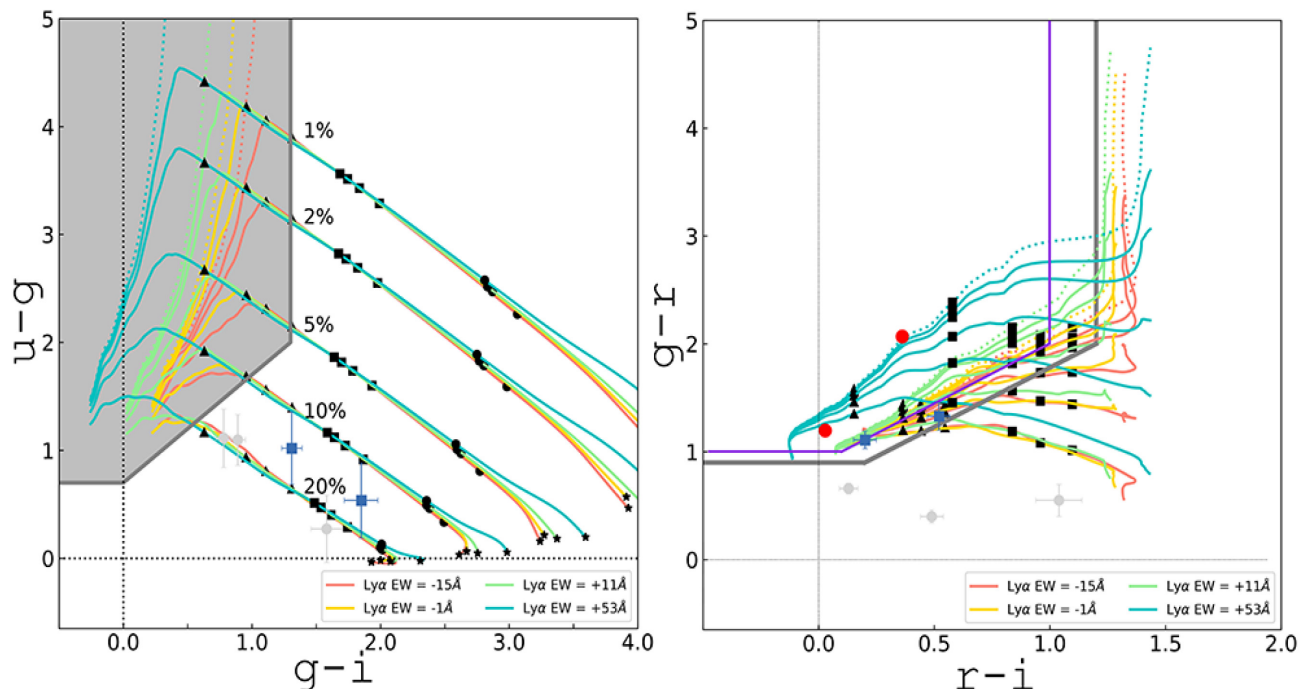 5
4
3
2
1
0
u-g
1%
2%
5%
10%
20%
Lyα EW = -15Å
Lyα EW = +11Å
Lyα EW = -1Å
Lyα EW = +53Å
0.0
1.0
2.0
3.0
4.0
g-i
5
4
3
2
1
0
g-r
Lyα EW = -15Å
Lyα EW = +11Å
Lyα EW = -1Å
Lyα EW = +53Å
0.0
0.5
1.0
1.5
2.0
r-i